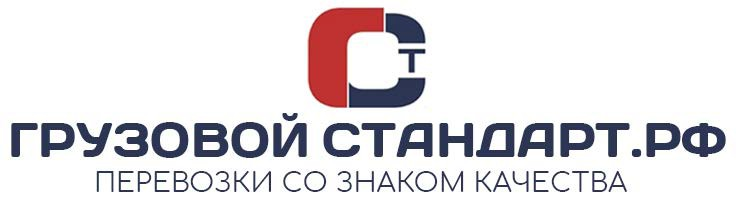 Т
ГРУЗОВОЙ СТАНДАРТ.РФ
ПЕРЕВОЗКИ СО ЗНАКОМ КАЧЕСТВА